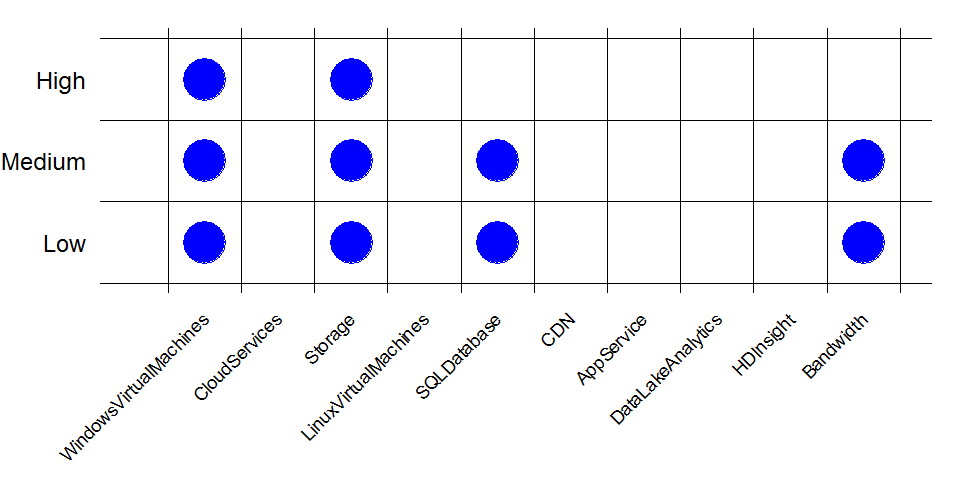 High
Medium
Low
WindowsVirtualMachines
CloudServices
Storage
LinuxVirtualMachines
SQLDatabase
CDN
AppService
DataLakeAnalytics
HDInsight
Bandwidth